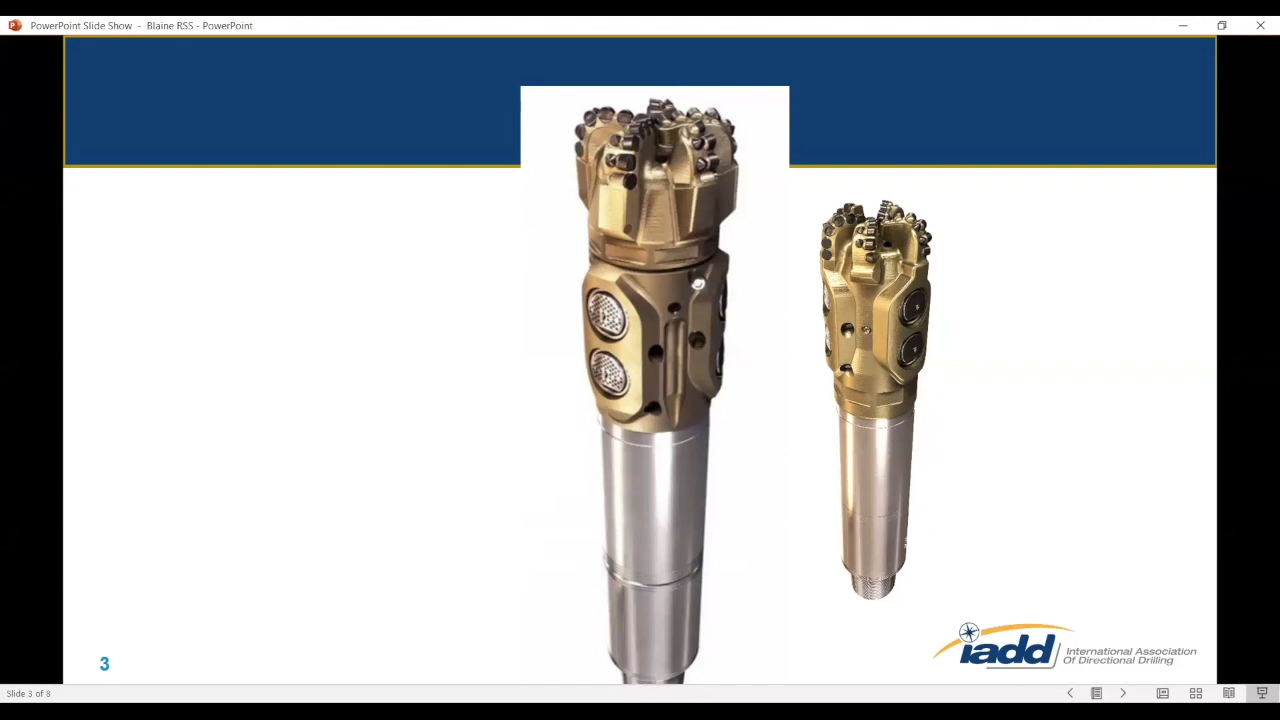 PowerPoint Slide Show - Blaine RSS - PowerPoint
3
iadd
International Association
Of Directional Drilling
Slide 3 of 8